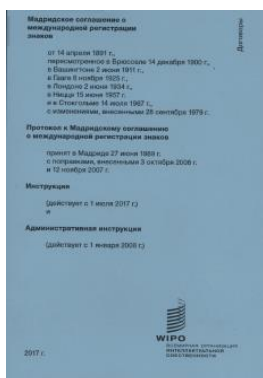 Договоры
Мадридское соглашение о
международной регистрации
знаков
от 14 апреля 1891 г.,
пересмотренное в Брюсселе 14 декабря 1900 г.,
в Вашингтоне 2 июня 1911 г.,
в Гааге 6 ноября 1925 г.,
в Лондоне 2 июня 1934 г.,
в Ницце 15 июня 1957 г.
и в Стокгольме 14 июля 1967 г.,
с изменениями, внесенными 28 сентября 1979 г.
Протокол к Мадридскому соглашению
о международной регистрации знаков
принят в Мадриде 27 июня 1989 г.
с поправками, внесенными 3 октября 2006 г.
и 12 ноября 2007 г.
Инструкция
(действует с 1 июля 2017 г.)
и
Административная инструкция
(действует с 1 января 2008 г.)
WIPO
ВСЕМИРНАЯ ОРГАНИЗАЦИЯ
ИНТЕЛЛЕКТУАЛЬНОЙ
СОБСТВЕННОСТИ
2017 г.